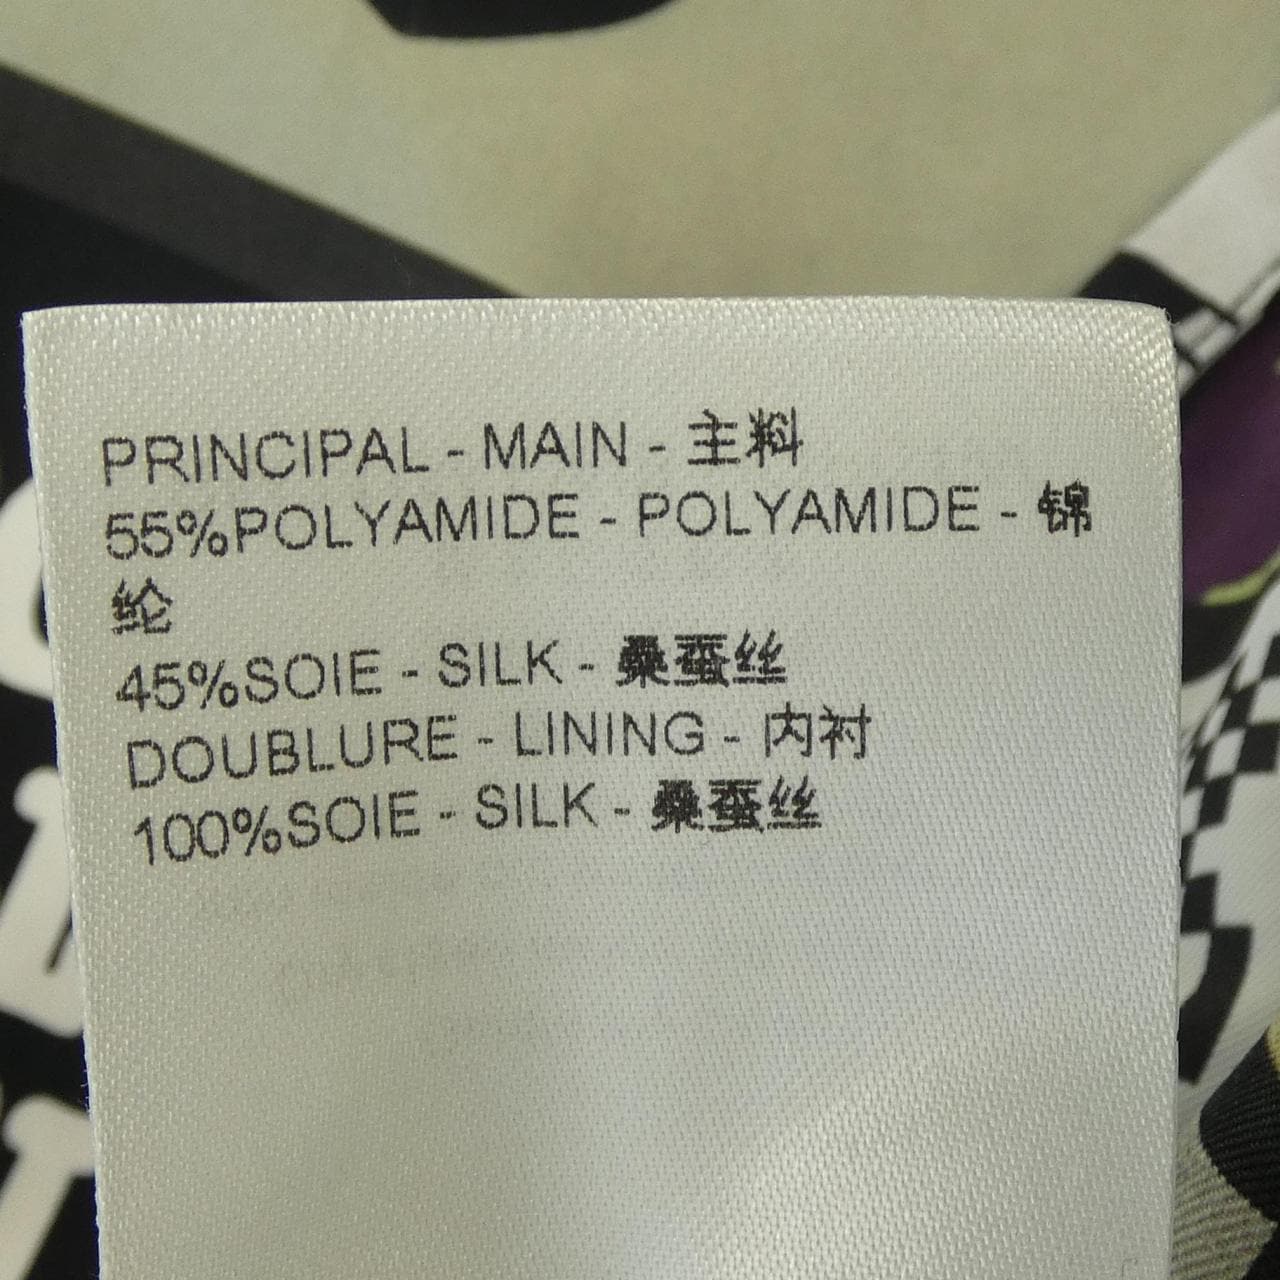 PRINCIPAL - MAIN - 主料
55%POLYAMIDE - POLYAMIDE - 锦
纶
45%SOIE - SILK - 桑蚕丝
DOUBLURE - LINING - 内衬
100%SOIE - SILK - 桑蚕丝